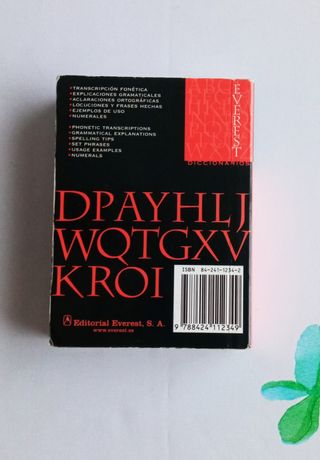 • TRANSCRIPCIÓN FONÉTICA
• EXPLICACIONES GRAMATICALES
• ACLARACIONES ORTOGRÁFICAS
• LOCUCIONES Y FRASES HECHAS
• EJEMPLOS DE USO
• NUMERALES
• PHONETIC TRANSCRIPTIONS
• GRAMMATICAL EXPLANATIONS
• SPELLING TIPS
• SET PHRASES
• USAGE EXAMPLES
• NUMERALS
EVEREST
DICCIONARIOS
DPAYHLJ
WQTGXV
KROI
ISBN 84-241-1234-2
9 788424 112349
Editorial Everest, S. A.
www.everest.es